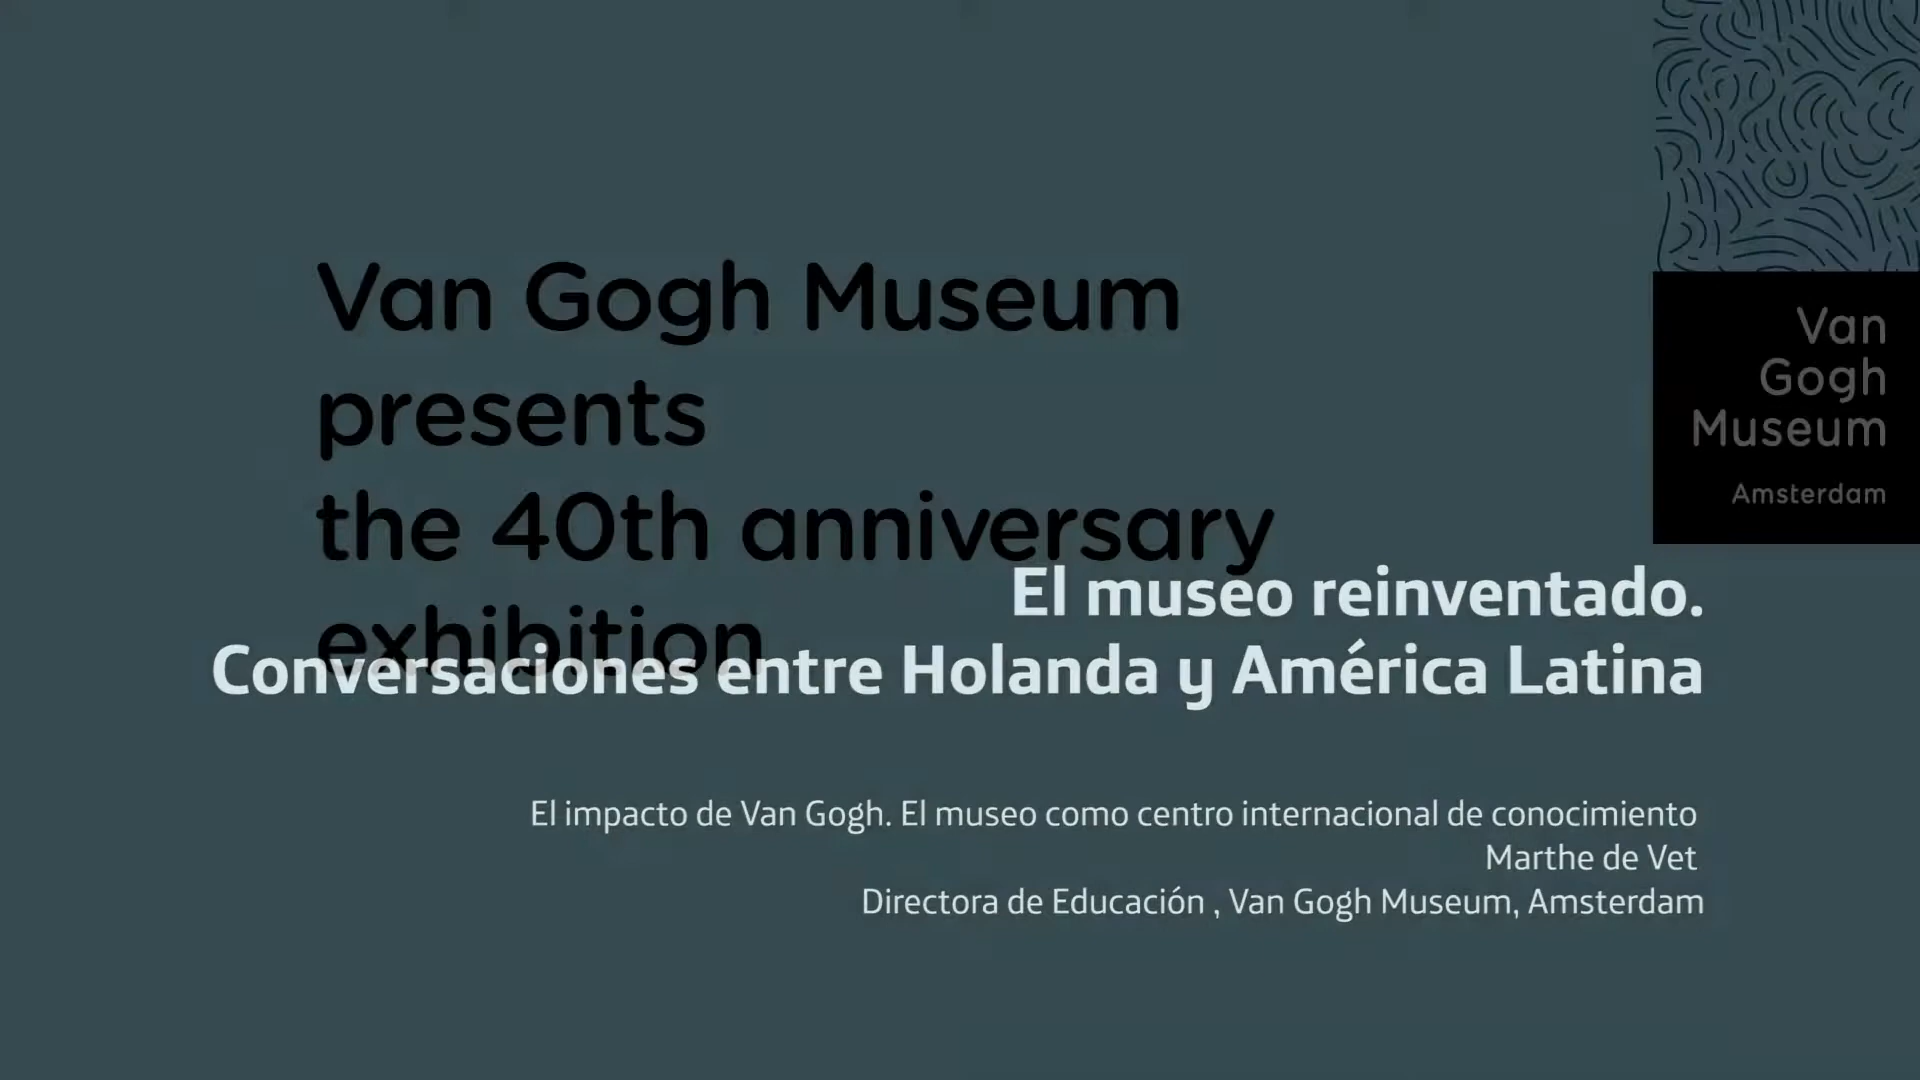 Van Gogh Museum
presents
the 40th anniversary
exhibition
Van
Gogh
Museum
Amsterdam
El museo reinventado.
Conversaciones entre Holanda y América Latina
El impacto de Van Gogh. El museo como centro internacional de conocimiento
Marthe de Vet
Directora de Educación , Van Gogh Museum, Amsterdam